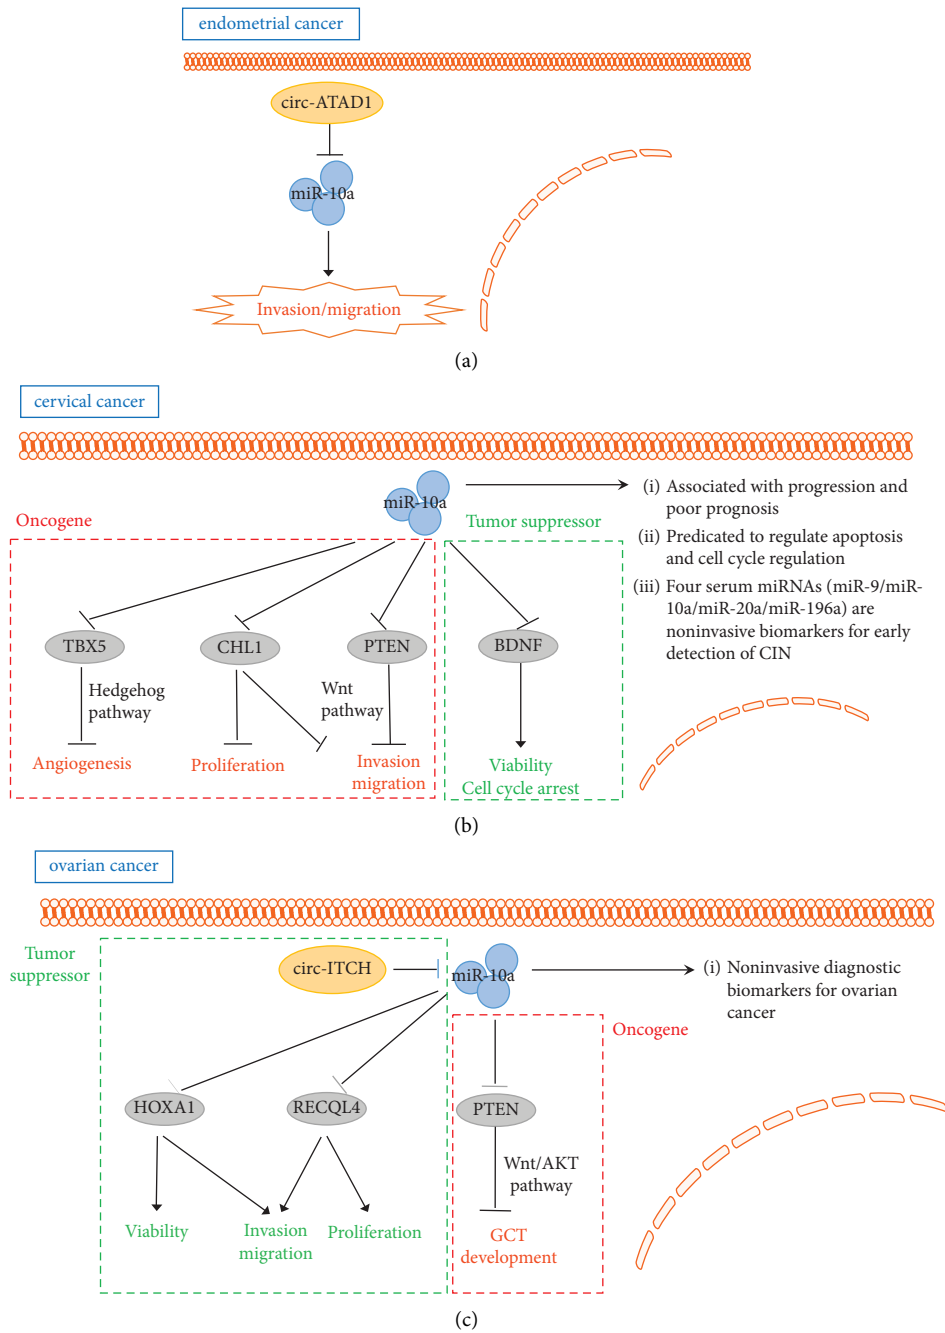 endometrial cancer
circ-ATAD1
miR-10a
Invasion/migration
(a)
cervical cancer
miR-10a
(i) Associated with progression and
poor prognosis
(ii) Predicated to regulate apoptosis
and cell cycle regulation
(iii) Four serum miRNAs (miR-9/miR-
10a/miR-20a/miR-196a) are
noninvasive biomarkers for early
detection of CIN
Oncogene
Tumor suppressor
TBX5
CHL1
PTEN
BDNF
Hedgehog
pathway
Wnt
pathway
Angiogenesis
Proliferation
Invasion
migration
Viability
Cell cycle arrest
(b)
ovarian cancer
Tumor
suppressor
circ-ITCH
miR-10a
(i) Noninvasive diagnostic
biomarkers for ovarian
cancer
Oncogene
HOXA1
RECQL4
PTEN
Wnt/AKT
pathway
Viability
Invasion
migration
Proliferation
GCT
development
(c)